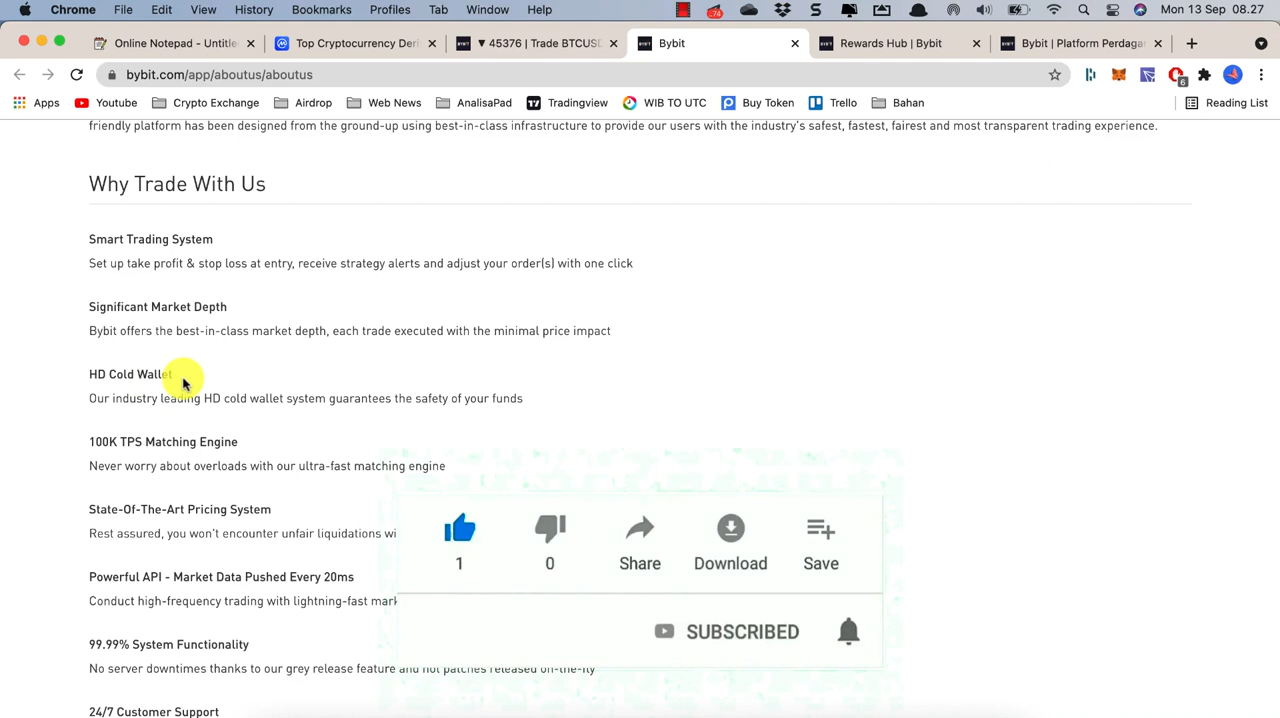 Chrome File Edit View History Bookmarks Profiles Tab Window Help 74 Mon 13 Sep 08.27
Online Notepad - Untitle Top Cryptocurrency Deri ▼ 45376 | Trade BTCUSD Bybit Rewards Hub | Bybit Bybit | Platform Perdagan
bybit.com/app/aboutus/aboutus 6
Apps Youtube Crypto Exchange Airdrop Web News AnalisaPad Tradingview WIB TO UTC Buy Token Trello Bahan Reading List
friendly platform has been designed from the ground-up using best-in-class infrastructure to provide our users with the industry's safest, fastest, fairest and most transparent trading experience.
Why Trade With Us
Smart Trading System
Set up take profit & stop loss at entry, receive strategy alerts and adjust your order(s) with one click
Significant Market Depth
Bybit offers the best-in-class market depth, each trade executed with the minimal price impact
HD Cold Wallet
Our industry leading HD cold wallet system guarantees the safety of your funds
100K TPS Matching Engine
Never worry about overloads with our ultra-fast matching engine
State-Of-The-Art Pricing System
Rest assured, you won't encounter unfair liquidations wi
Powerful API - Market Data Pushed Every 20ms
Conduct high-frequency trading with lightning-fast mark
99.99% System Functionality
No server downtimes thanks to our grey release feature and hot patches released on-the-fly
24/7 Customer Support
1 0 Share Download Save
SUBSCRIBED